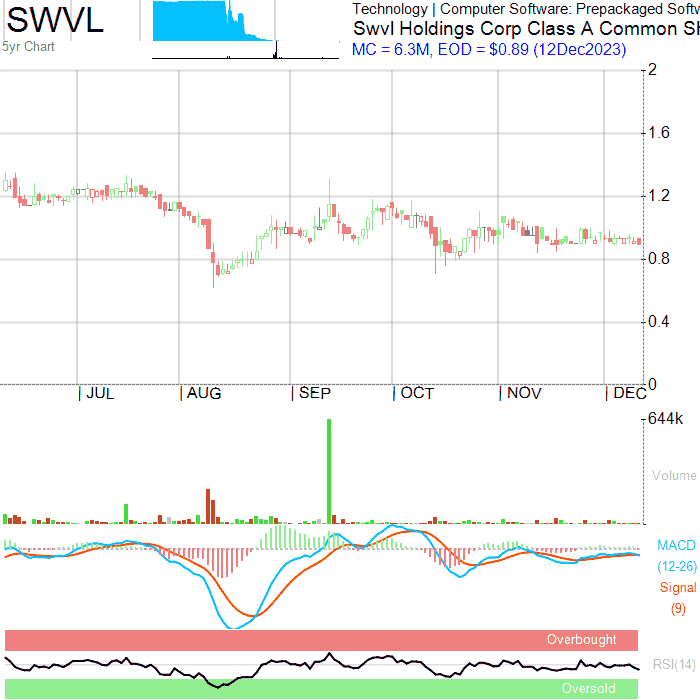 SWVL
5yr Chart
Technology | Computer Software: Prepackaged Softw
Swvl Holdings Corp Class A Common Sh
MC = 6.3M, EOD = $0.89 (12Dec2023)
2
1.6
1.2
0.8
0.4
0
| JUL | AUG | SEP | OCT | NOV | DEC
644k
Volume
MACD
(12-26)
Signal
(9)
Overbought
RSI(14)
Oversold